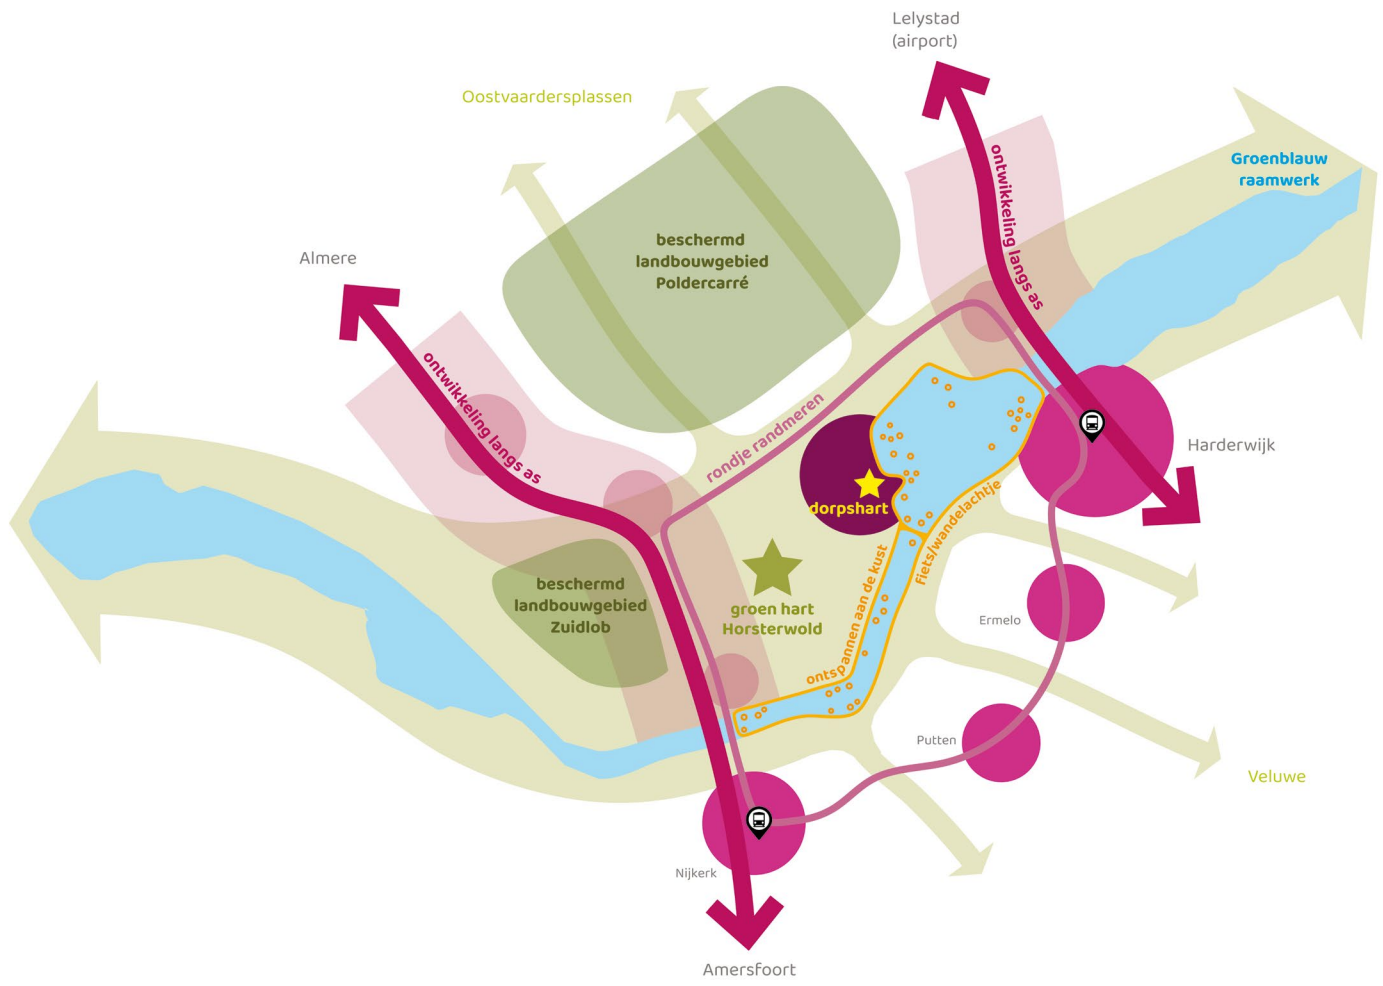 Lelystad
(airport)
Oostvaardersplassen
Groenblauw
raamwerk
ontwikkeling langs as
beschermd
landbouwgebied
Poldercarré
Almere
ontwikkeling langs as
rondje randmeren
Harderwijk
dorpshart
fiets/wandelachtje
beschermd
landbouwgebied
Zuidlob
groen hart
Horsterwold
ontspannen aan de kust
Ermelo
Putten
Veluwe
Nijkerk
Amersfoort